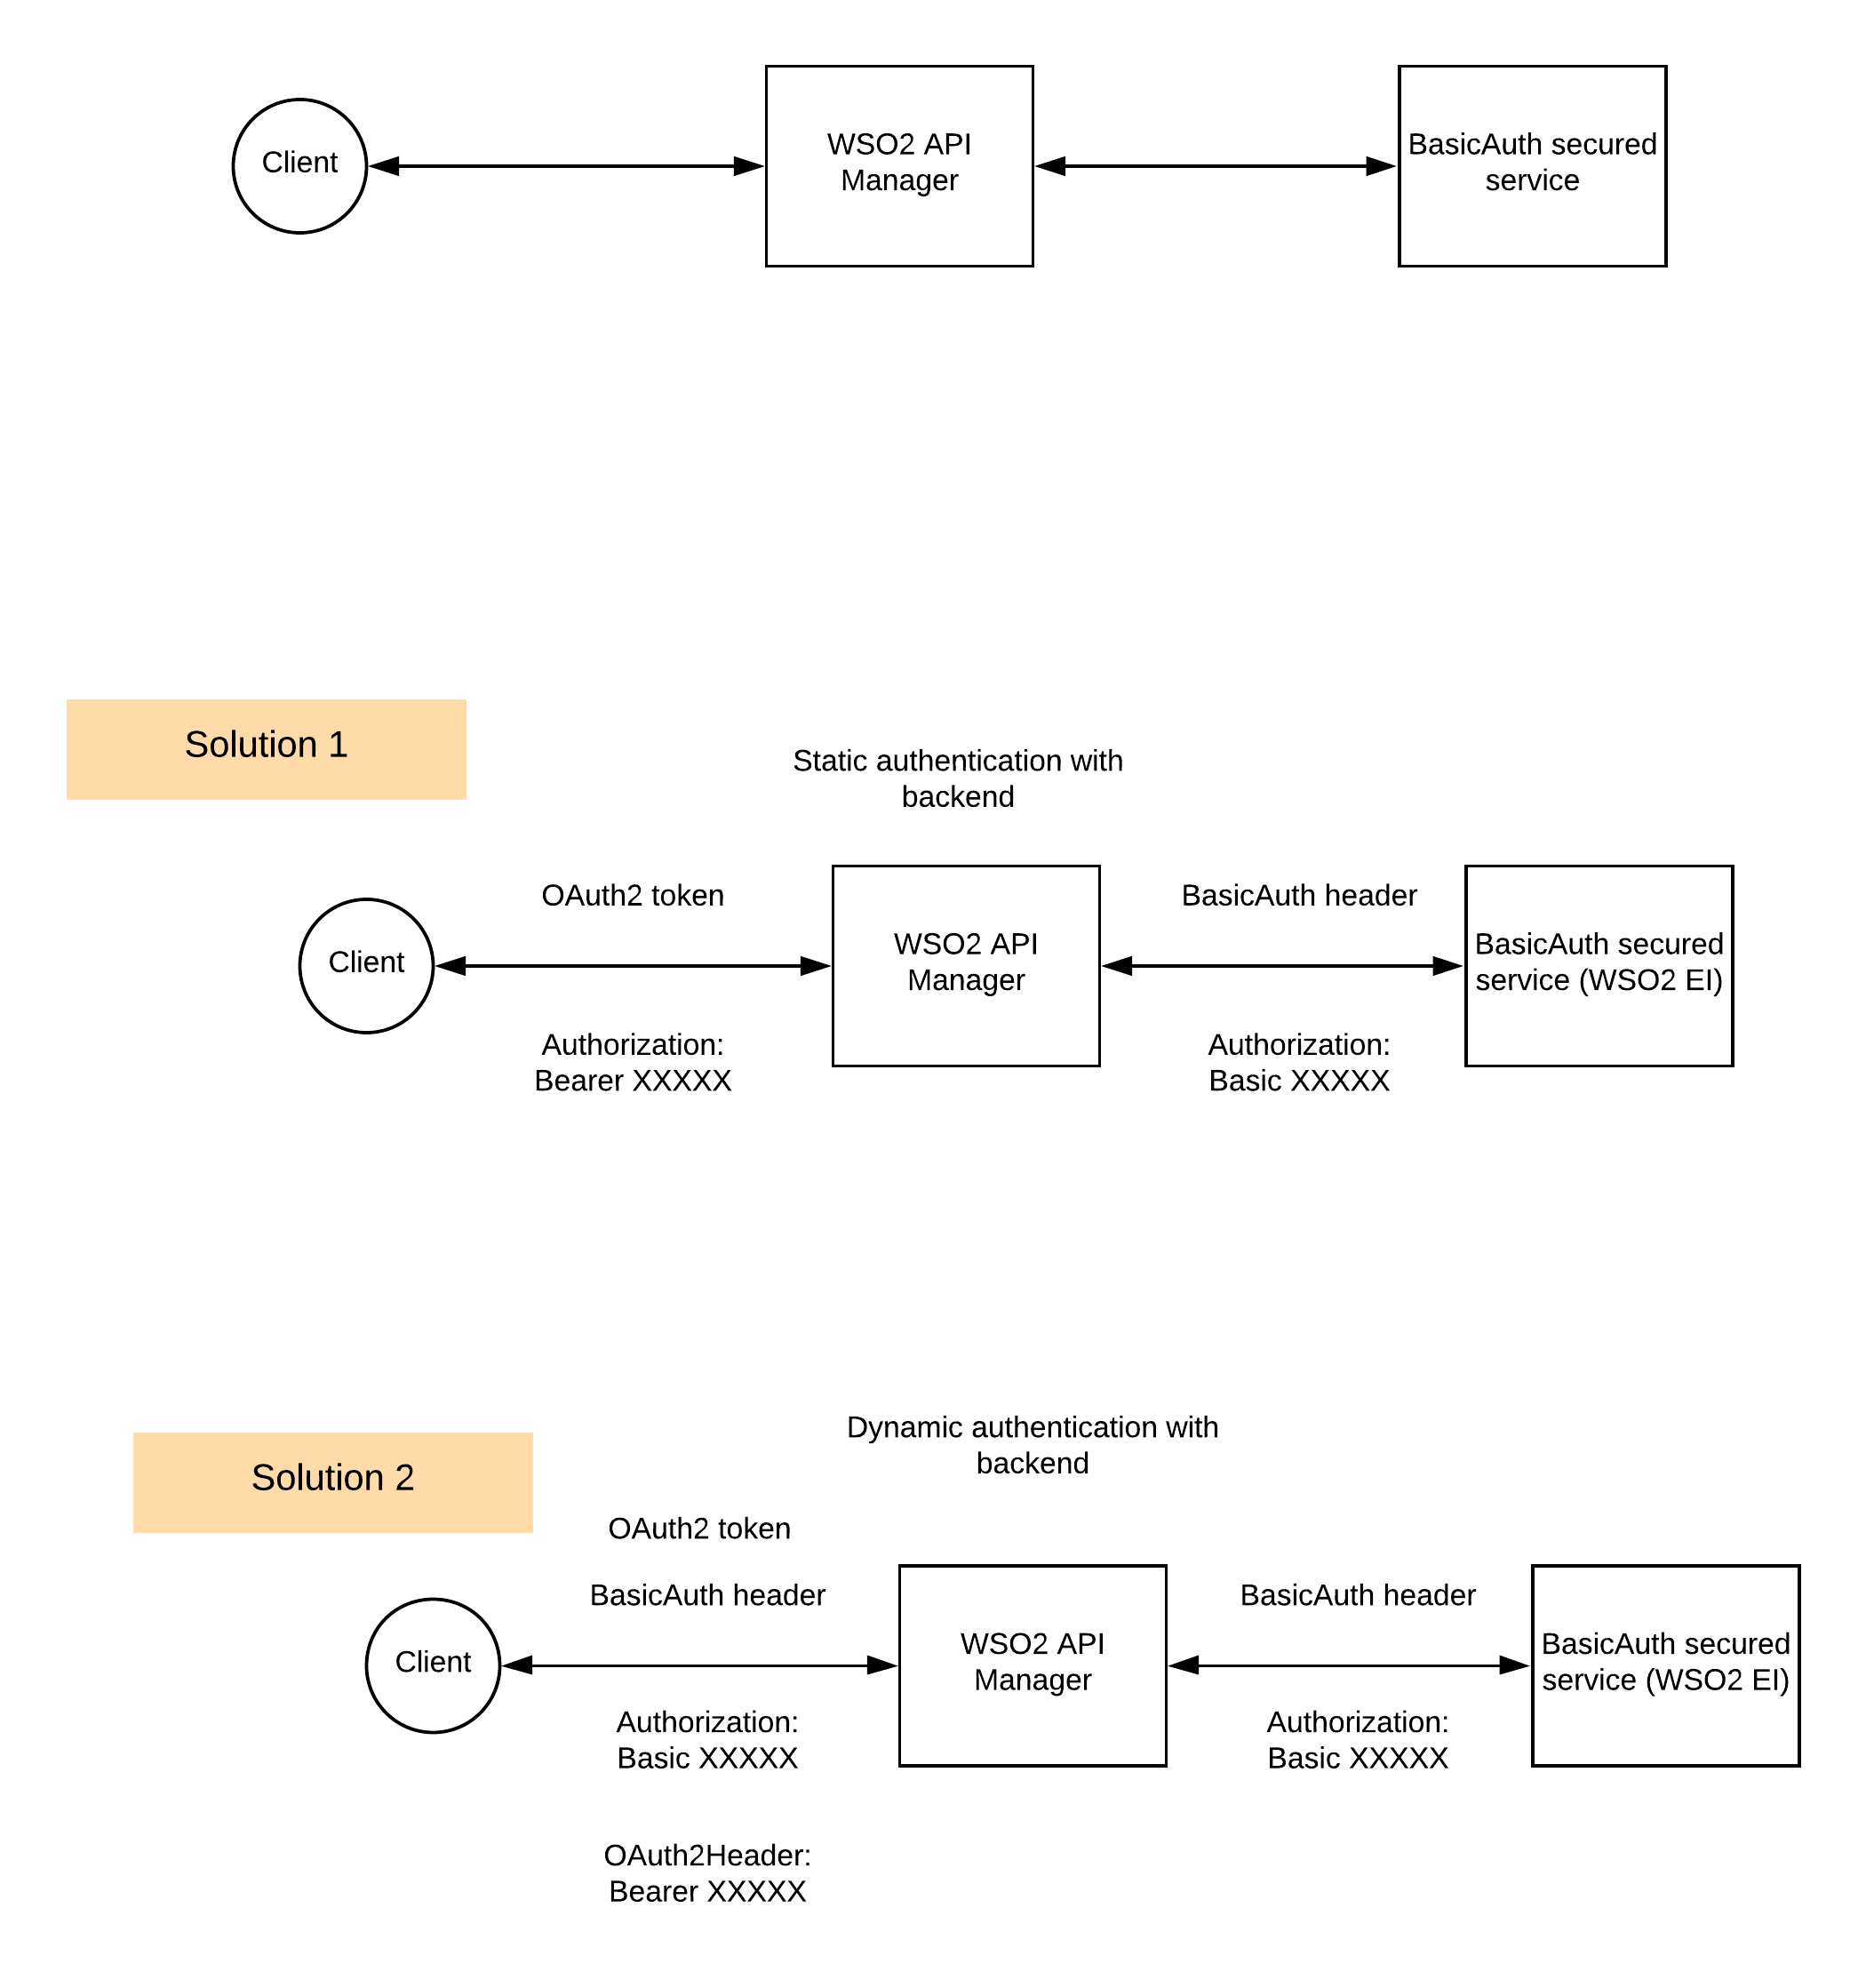 Client
WSO2 API
Manager
BasicAuth secured
service
Solution 1
Static authentication with
backend
OAuth2 token
BasicAuth header
Client
WSO2 API
Manager
BasicAuth secured
service (WSO2 EI)
Authorization:
Bearer XXXXX
Authorization:
Basic XXXXX
Solution 2
Dynamic authentication with
backend
OAuth2 token
BasicAuth header
BasicAuth header
Client
WSO2 API
Manager
BasicAuth secured
service (WSO2 EI)
Authorization:
Basic XXXXX
Authorization:
Basic XXXXX
OAuth2Header:
Bearer XXXXX